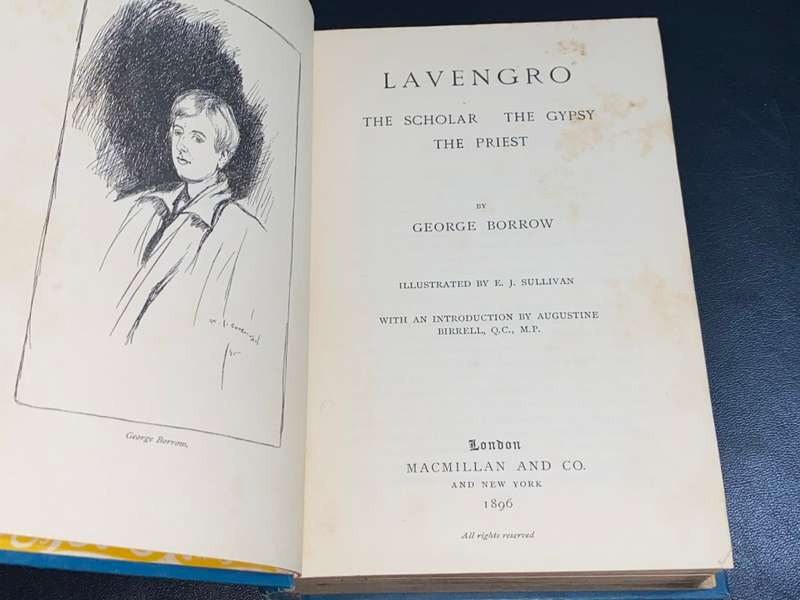 George Borrow.
LAVENGRO
THE SCHOLAR THE GYPSY
THE PRIEST
BY
GEORGE BORROW
ILLUSTRATED BY E. J. SULLIVAN
WITH AN INTRODUCTION BY AUGUSTINE
BIRRELL, Q.C., M.P.
London
MACMILLAN AND CO.
AND NEW YORK
1896
All rights reserved